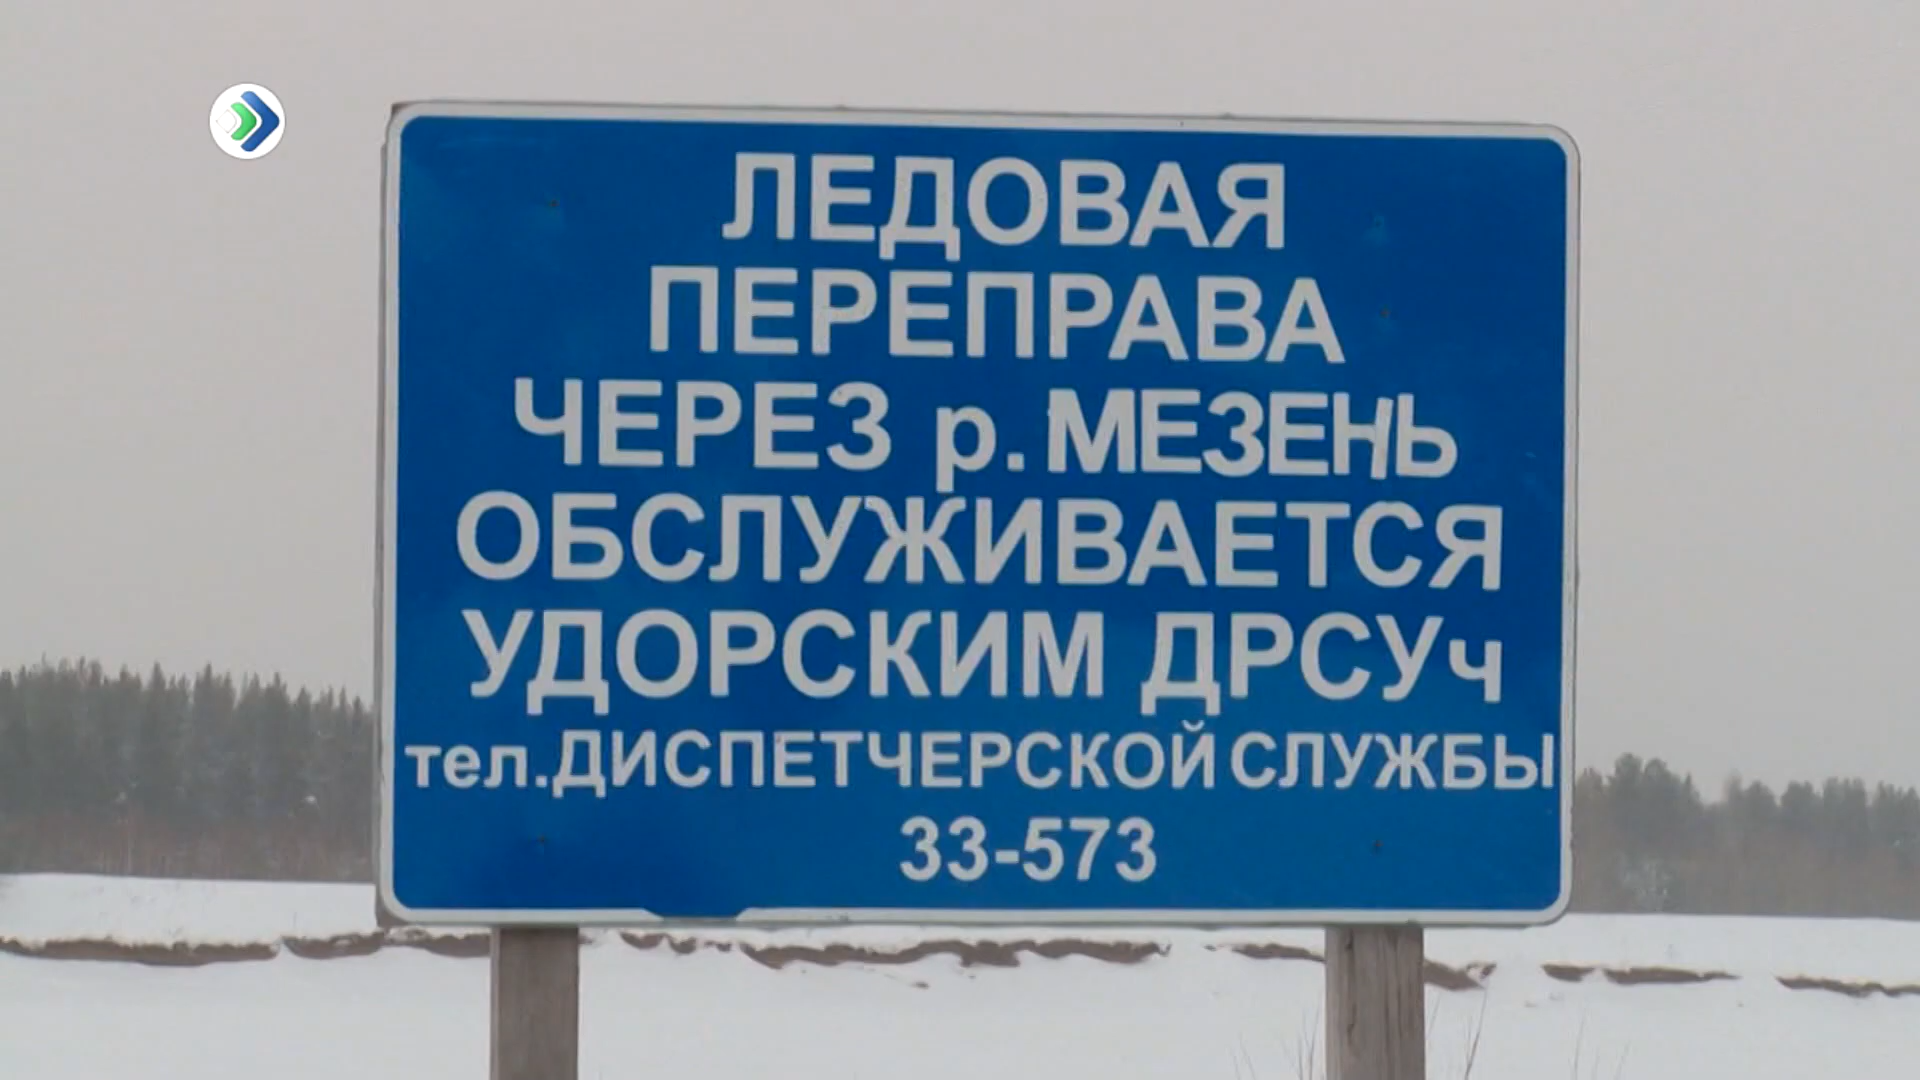 ЛЕДОВАЯ
ПЕРЕПРАВА
ЧЕРЕЗ р. МЕЗЕНЬ
ОБСЛУЖИВАЕТСЯ
УДОРСКИМ ДРСУч
тел. ДИСПЕТЧЕРСКОЙ СЛУЖБЫ
33-573